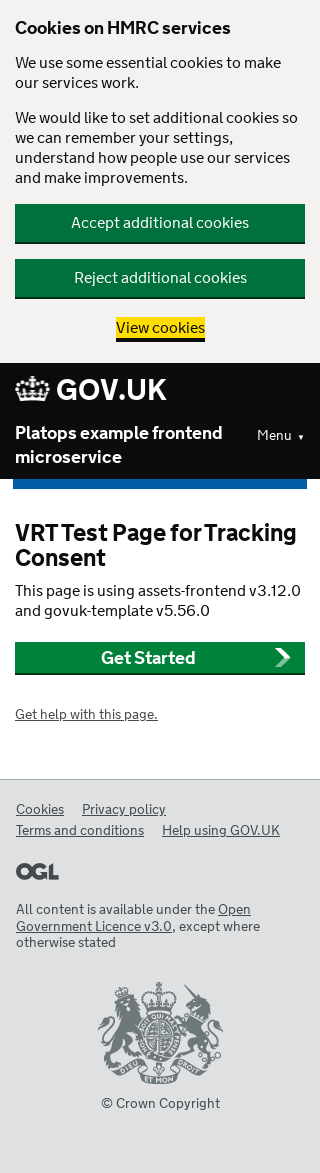 Cookies on HMRC services
We use some essential cookies to make
our services work.
We would like to set additional cookies so
we can remember your settings,
understand how people use our services
and make improvements.
Accept additional cookies
Reject additional cookies
View cookies
GOV.UK
Platops example frontend
microservice
Menu ▼
VRT Test Page for Tracking
Consent
This page is using assets-frontend v3.12.0
and govuk-template v5.56.0
Get Started
Get help with this page.
Cookies Privacy policy
Terms and conditions Help using GOV.UK
OGL
All content is available under the Open
Government Licence v3.0, except where
otherwise stated
DIEU ET MON DROIT
© Crown Copyright